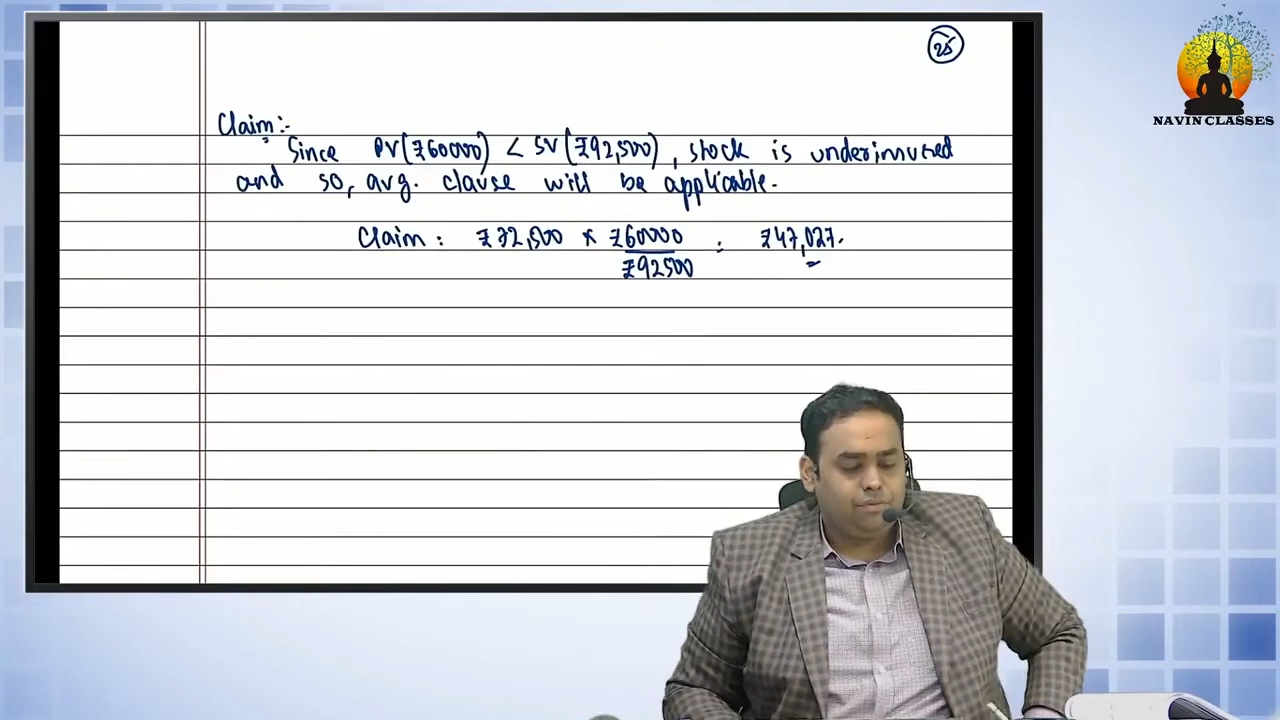 25
Claim:-
Since PV(₹60000) < SV(₹92,500), stock is underinsured
and so, avg. clause will be applicable.
Claim: ₹72,500 × ₹60000 : ₹47,027.
₹92500
NAVIN CLASSES